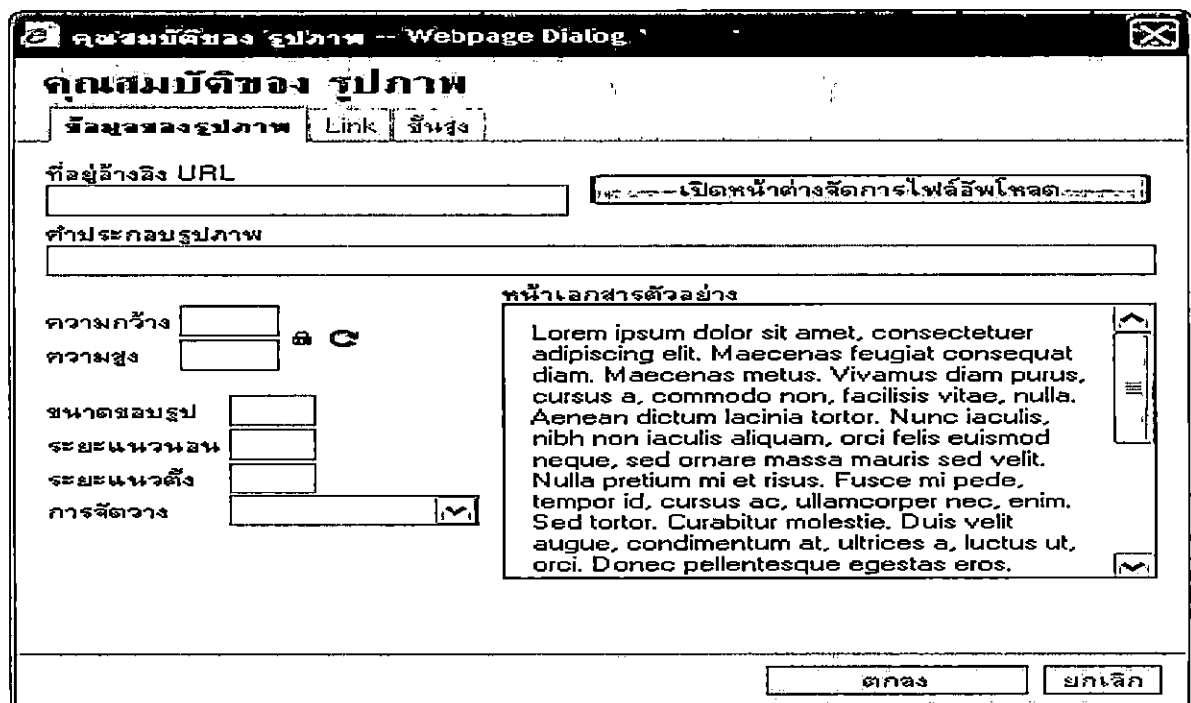 คุณสมบัติของ รูปภาพ -- Webpage Dialog
คุณสมบัติของ รูปภาพ
ข้อมูลของรูปภาพ Link ขั้นสูง
ที่อยู่อ้างอิง URL
เปิดหน้าต่างจัดการไฟล์อัพโหลด
คำประกอบรูปภาพ
หน้าเอกสารตัวอย่าง
ความกว้าง
ความสูง
ขนาดขอบรูป
ระยะแนวนอน
ระยะแนวตั้ง
การจัดวาง
Lorem ipsum dolor sit amet, consectetuer
adipiscing elit. Maecenas feugiat consequat
diam. Maecenas metus. Vivamus diam purus,
cursus a, commodo non, facilisis vitae, nulla.
Aenean dictum lacinia tortor. Nunc iaculis,
nibh non iaculis aliquam, orci felis euismod
neque, sed ornare massa mauris sed velit.
Nulla pretium mi et risus. Fusce mi pede,
tempor id, cursus ac, ullamcorper nec, enim.
Sed tortor. Curabitur molestie. Duis velit
augue, condimentum at, ultrices a, luctus ut,
orci. Donec pellentesque egestas eros.
ตกลง ยกเลิก